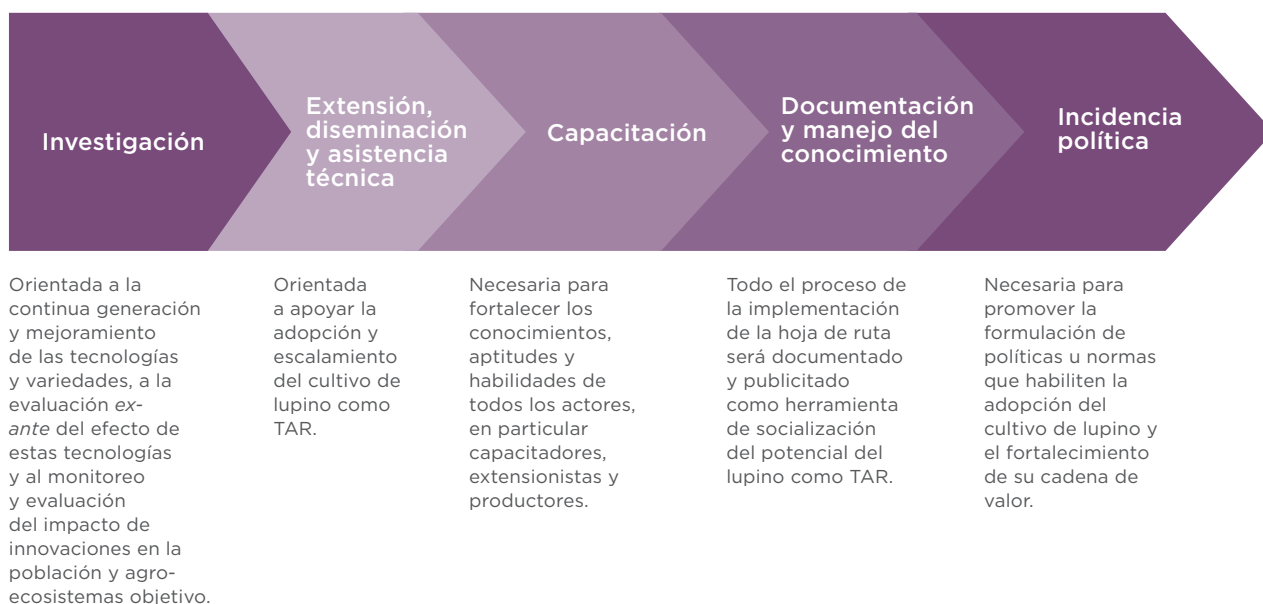 Investigación
Extensión,
diseminación
y asistencia
técnica
Capacitación
Documentación
y manejo del
conocimiento
Incidencia
política
Orientada a la
continua generación
y mejoramiento
de las tecnologías
y variedades, a la
evaluación ex-
ante del efecto de
estas tecnologías
y al monitoreo
y evaluación
del impacto de
innovaciones en la
población y agro-
ecosistemas objetivo.
Orientada
a apoyar la
adopción y
escalamiento
del cultivo de
lupino como
TAR.
Necesaria para
fortalecer los
conocimientos,
aptitudes y
habilidades de
todos los actores,
en particular
capacitadores,
extensionistas y
productores.
Todo el proceso de
la implementación
de la hoja de ruta
será documentado
y publicitado
como herramienta
de socialización
del potencial del
lupino como TAR.
Necesaria para
promover la
formulación de
políticas u normas
que habiliten la
adopción del
cultivo de lupino y
el fortalecimiento
de su cadena de
valor.